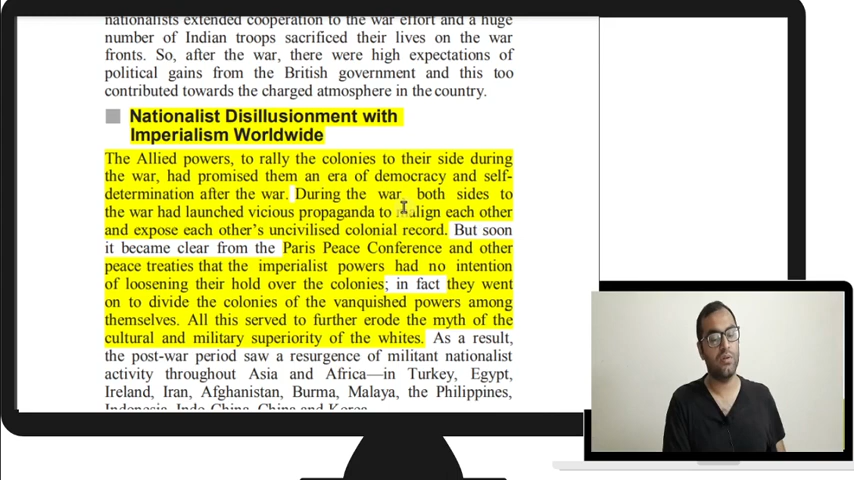 nationalists extended cooperation to the war effort and a huge
number of Indian troops sacrificed their lives on the war
fronts. So, after the war, there were high expectations of
political gains from the British government and this too
contributed towards the charged atmosphere in the country.
Nationalist Disillusionment with
Imperialism Worldwide
The Allied powers, to rally the colonies to their side during
the war, had promised them an era of democracy and self-
determination after the war. During the war, both sides to
the war had launched vicious propaganda to malign each other
and expose each other's uncivilised colonial record. But soon
it became clear from the Paris Peace Conference and other
peace treaties that the imperialist powers had no intention
of loosening their hold over the colonies; in fact they went
on to divide the colonies of the vanquished powers among
themselves. All this served to further erode the myth of the
cultural and military superiority of the whites. As a result,
the post-war period saw a resurgence of militant nationalist
activity throughout Asia and Africa—in Turkey, Egypt,
Ireland, Iran, Afghanistan, Burma, Malaya, the Philippines,
Indonesia, Indo-China, China and Korea.